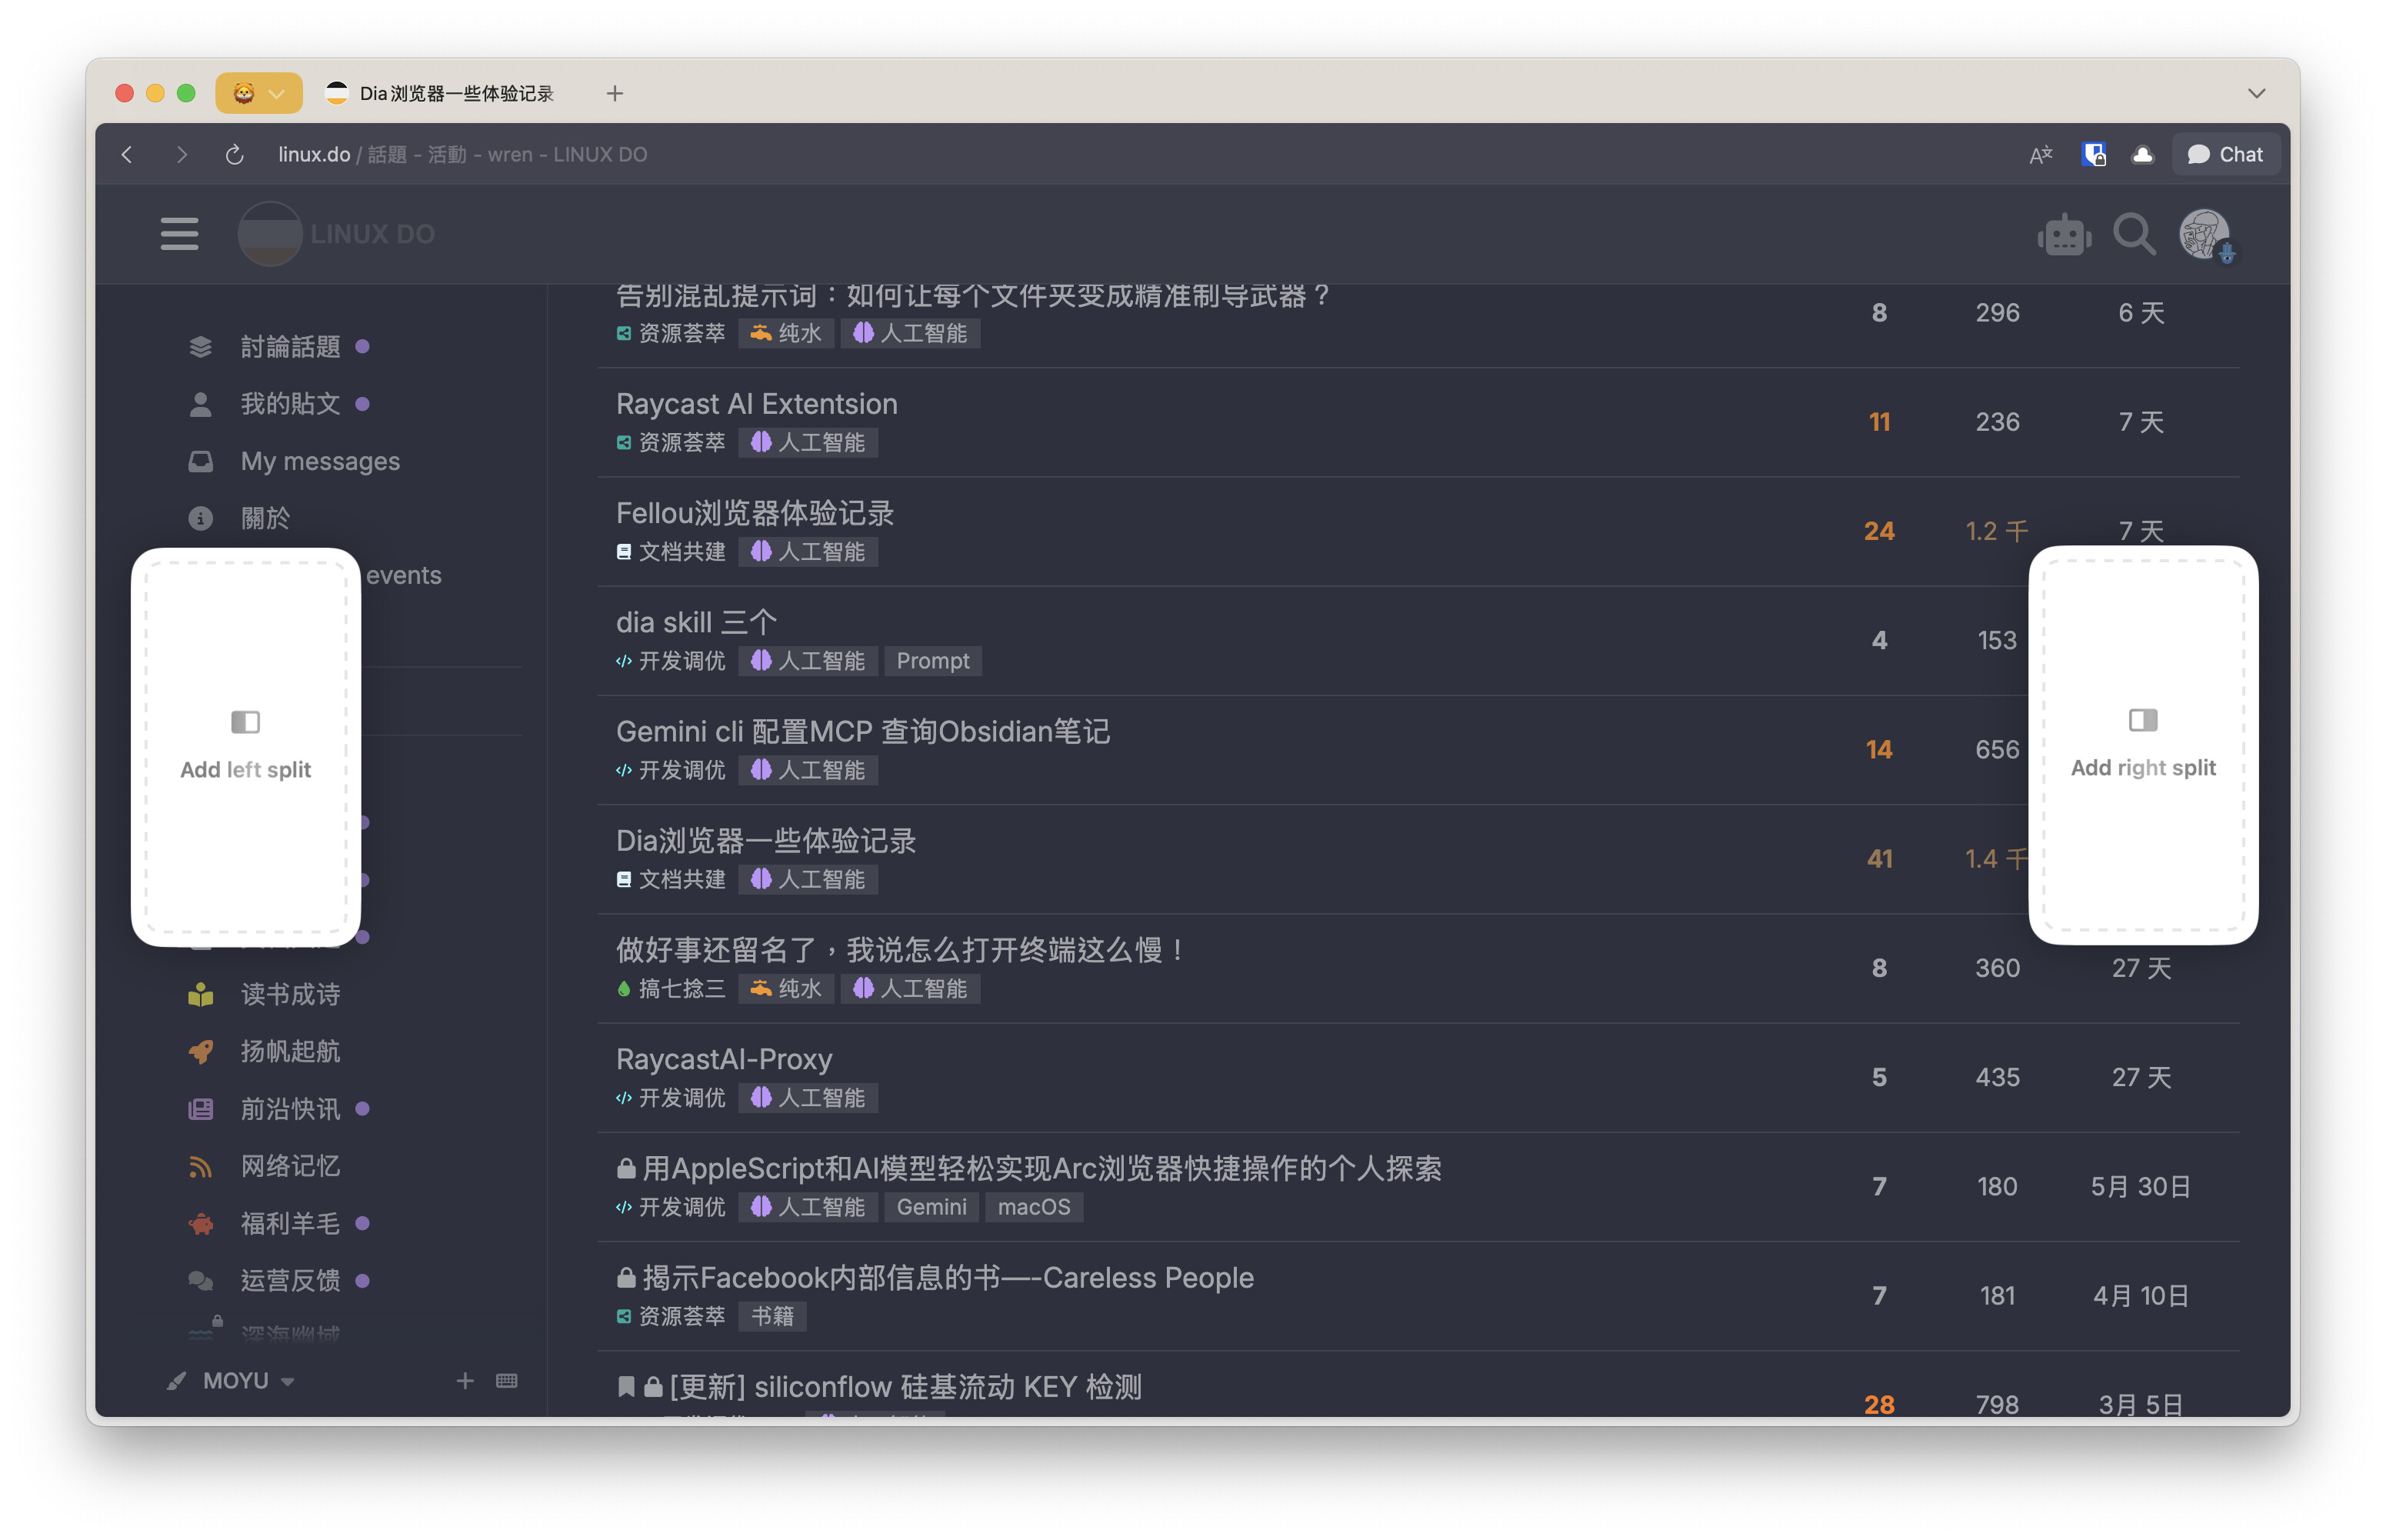 Dia浏览器一些体验记录
linux.do / 話題 - 活動 - wren - LINUX DO
Chat
LINUX DO
討論話題
我的貼文
My messages
關於
events
Add left split
读书成诗
扬帆起航
前沿快讯
网络记忆
福利羊毛
运营反馈
深海幽域
MOYU
告别混乱提示词：如何让每个文件夹变成精准制导武器？
资源荟萃 纯水 人工智能
8 296 6 天
Raycast AI Extentsion
资源荟萃 人工智能
11 236 7 天
Fellou浏览器体验记录
文档共建 人工智能
24 1.2 千 7 天
dia skill 三个
开发调优 人工智能 Prompt
4 153
Gemini cli 配置MCP 查询Obsidian笔记
开发调优 人工智能
14 656
Dia浏览器一些体验记录
文档共建 人工智能
41 1.4 千
做好事还留名了，我说怎么打开终端这么慢！
搞七捻三 纯水 人工智能
8 360 27 天
RaycastAI-Proxy
开发调优 人工智能
5 435 27 天
用AppleScript和AI模型轻松实现Arc浏览器快捷操作的个人探索
开发调优 人工智能 Gemini macOS
7 180 5月 30日
揭示Facebook内部信息的书—-Careless People
资源荟萃 书籍
7 181 4月 10日
[更新] siliconflow 硅基流动 KEY 检测
28 798 3月 5日
Add right split